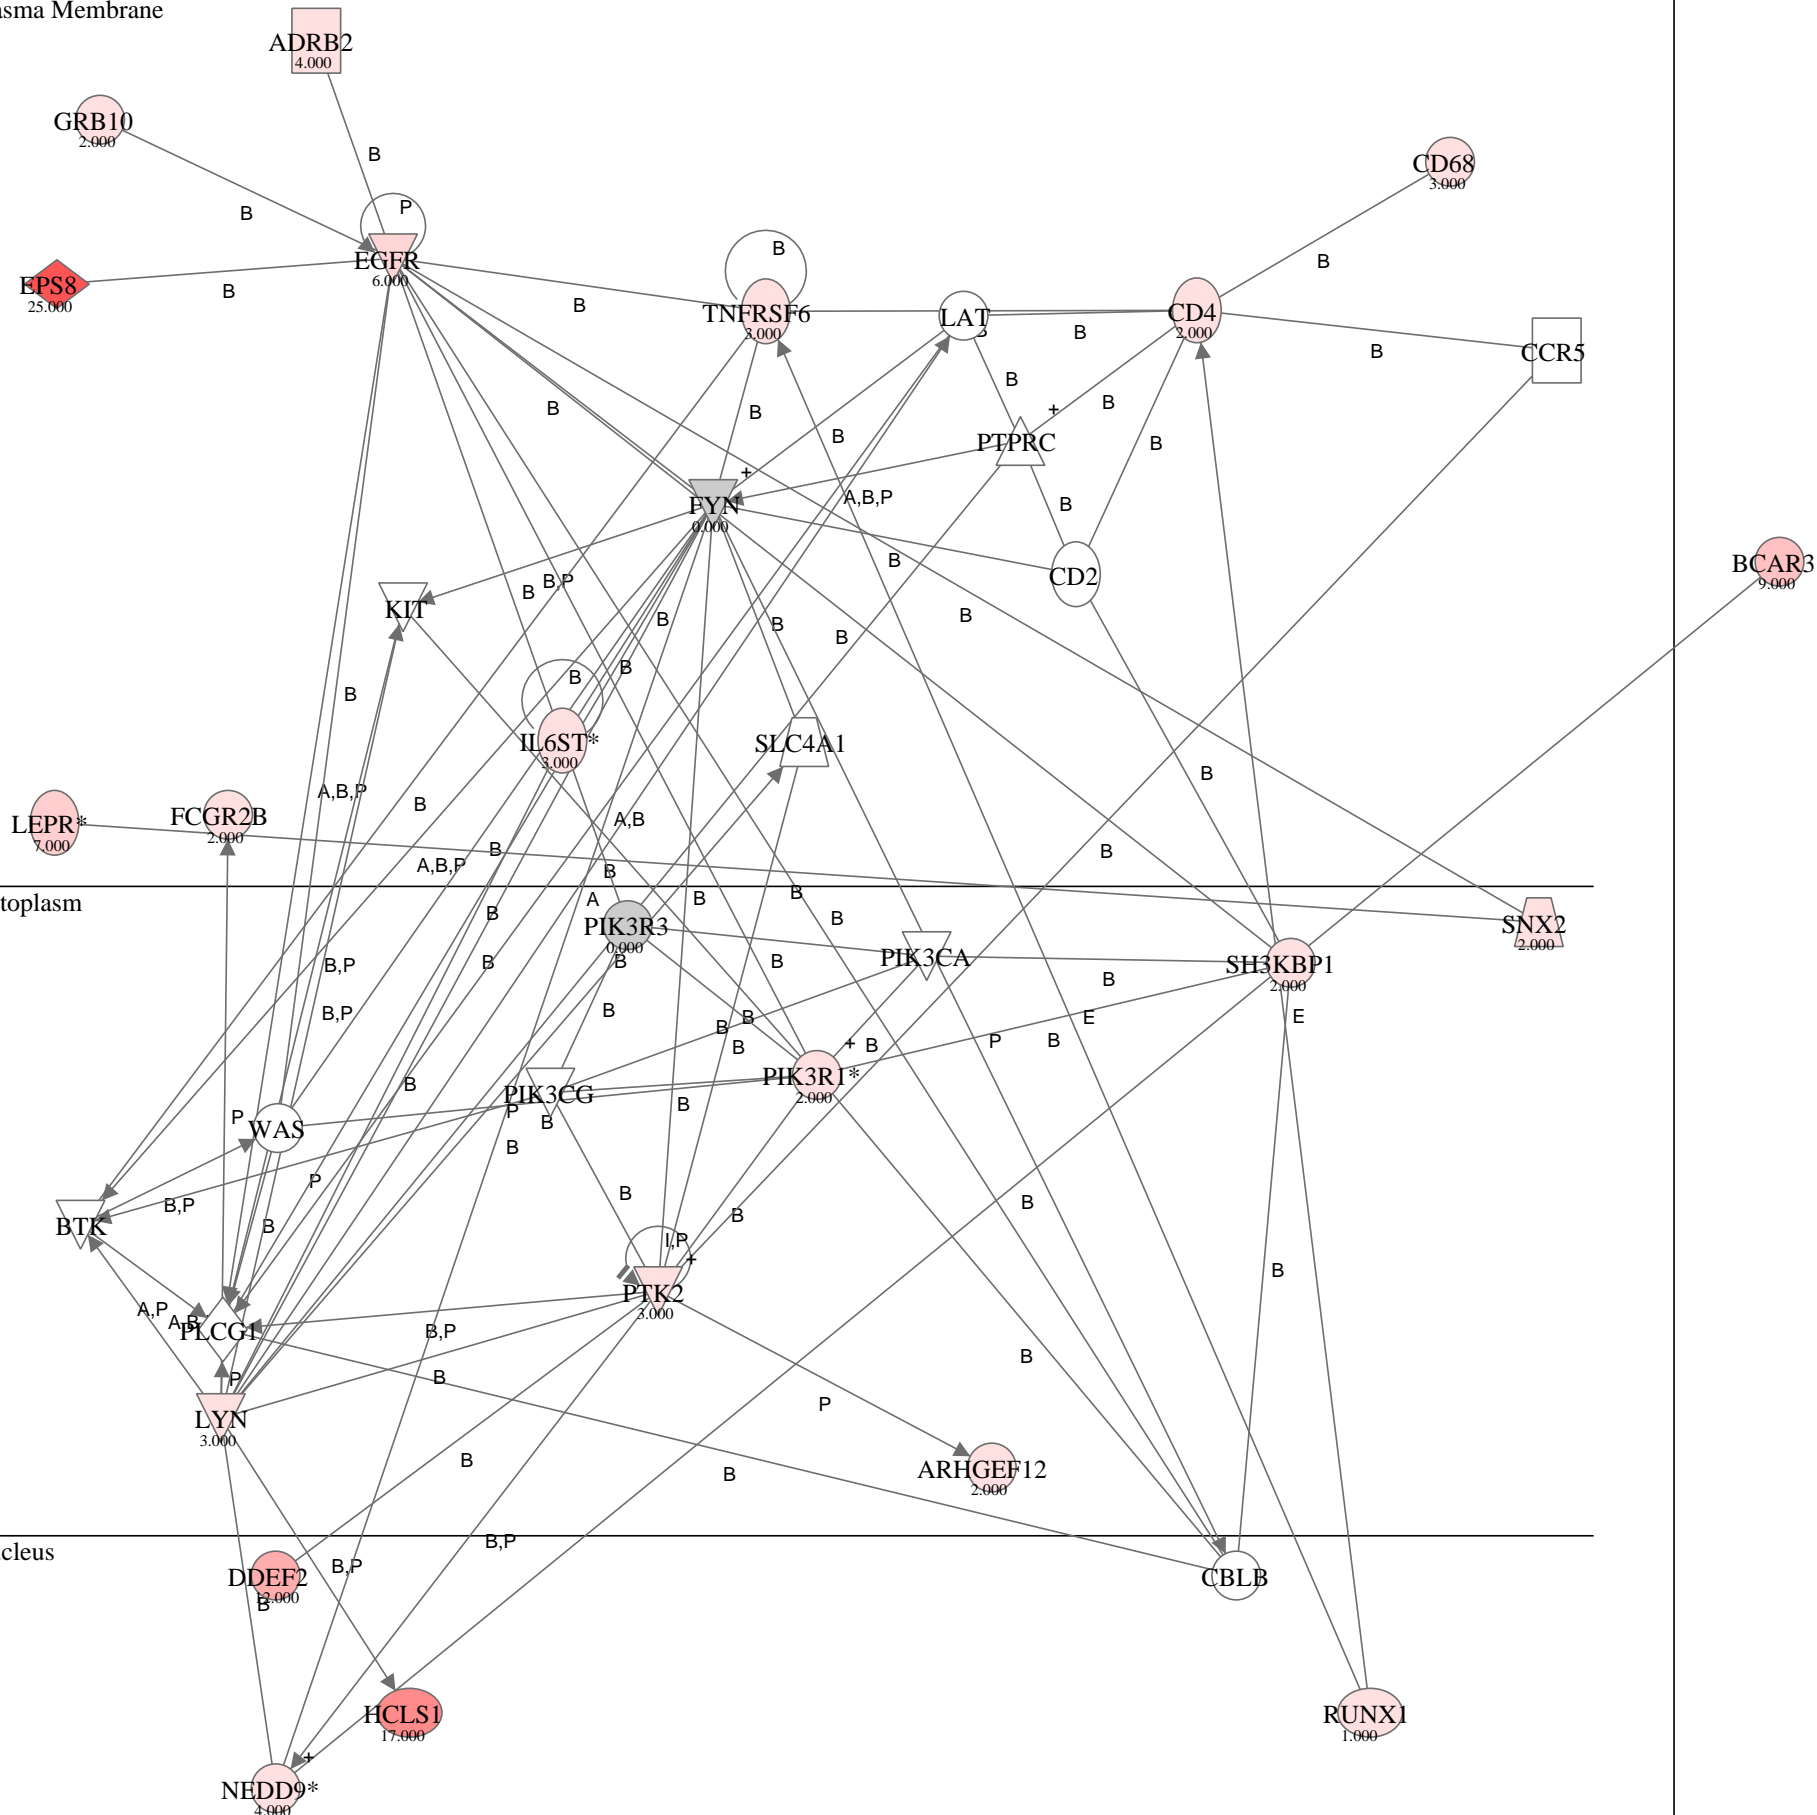 asma Membrane
ADRB2
4.000
GRB10
2.000
B
CD68
3.000
P
B
EGFR
6.000
B
B
EPS8
25.000
B
B
TNFRSF6
3.000
LAT
B
CD4
2.000
B
B
CCR5
B
B
B
B
+
B
B
PTPRC
B
+
FYN
0.000
A,B,P
B
B
CD2
BCAR3
9.000
KIT
B
B,P
B
B
B
B
B
B
B
B
IL6ST*
3.000
SLC4A1
B
A,B,P
B
LEPR*
7.000
FCGR2B
2.000
A,B
B
B
A,B,P
B
toplasm
A
B
B
B
B
PIK3R3
0.000
PIK3CA
SNX2
2.000
B,P
B
B
B
SH3KBP1
2.000
B
B,P
B
B
B
E
E
B
+
B
P
B
B
PIK3R1*
2.000
PIK3CG
P
B
P
B
B
WAS
B
P
B,P
BTK
B
B
B
B
I,P
+
B
PTK2
3.000
A,P
A,B
PLCG1
B,P
B
B
P
LYN
3.000
P
B
B
ARHGEF12
2.000
cleus
B,P
B,P
DDEF2
12.000
B
CBLB
HCLS1
17.000
RUNX1
1.000
+
NEDD9*
4.000